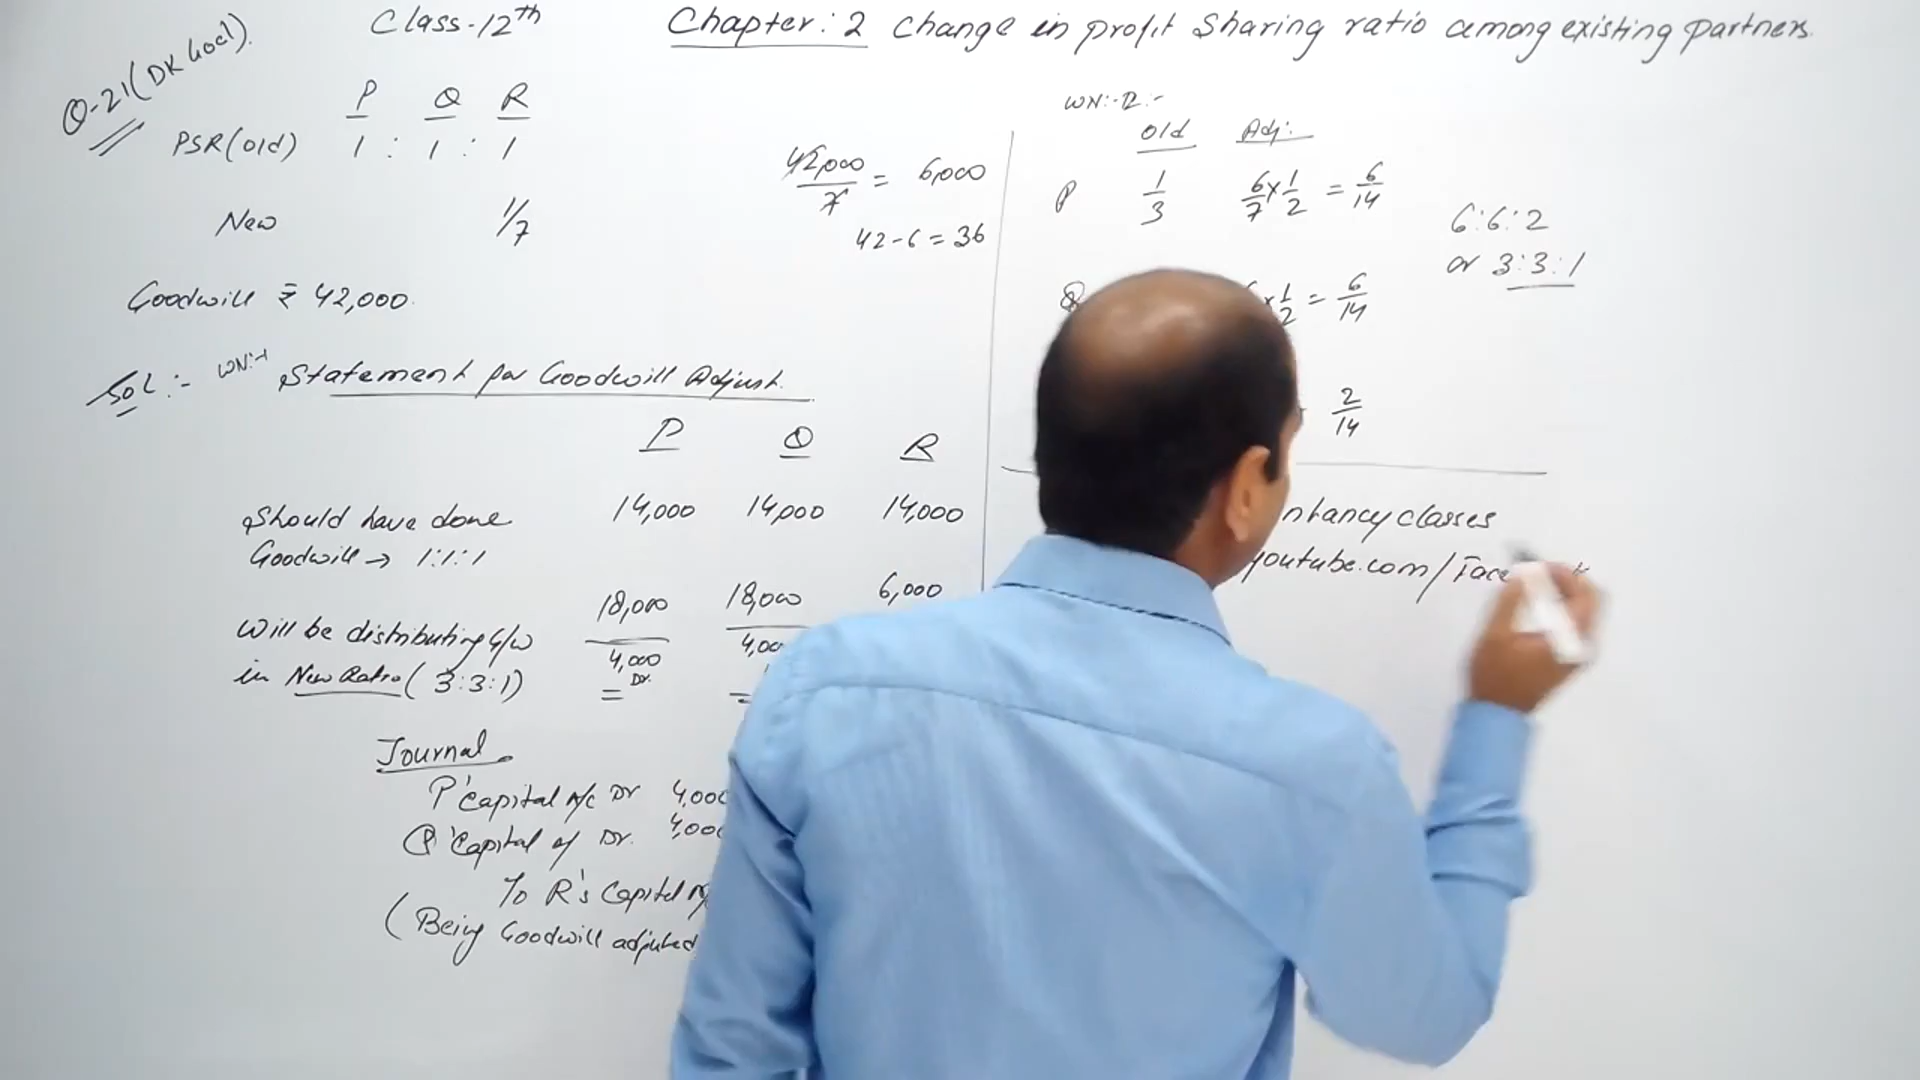 Class-12th
Chapter: 2 Change in profit Sharing ratio among existing partners.
Q-21 (DK Goel).
P Q R
PSR(old) 1 : 1 : 1
New 1/7
Goodwill ₹ 42,000.
42,000/7 = 6,000
42-6=36
Sol:- WN:-1 Statement for Goodwill Adjust.
P Q R
Should have done 14,000 14,000 14,000
Goodwill → 1:1:1
Will be distributing G/w 18,000 18,000 6,000
in New Ratio (3:3:1) 4,000 Dr. 4,00
Journal
P'Capital A/c Dr 4,000
Q'Capital a/ Dr. 4,000
To R's Capital A/
(Being Goodwill adjusted
WN:-2:-
Old Adj:
P 1/3 6/7 x 1/2 = 6/14
Q x 1/2 = 6/14
2/14
6:6:2
or 3:3:1
ntancy classes
youtube.com/Face